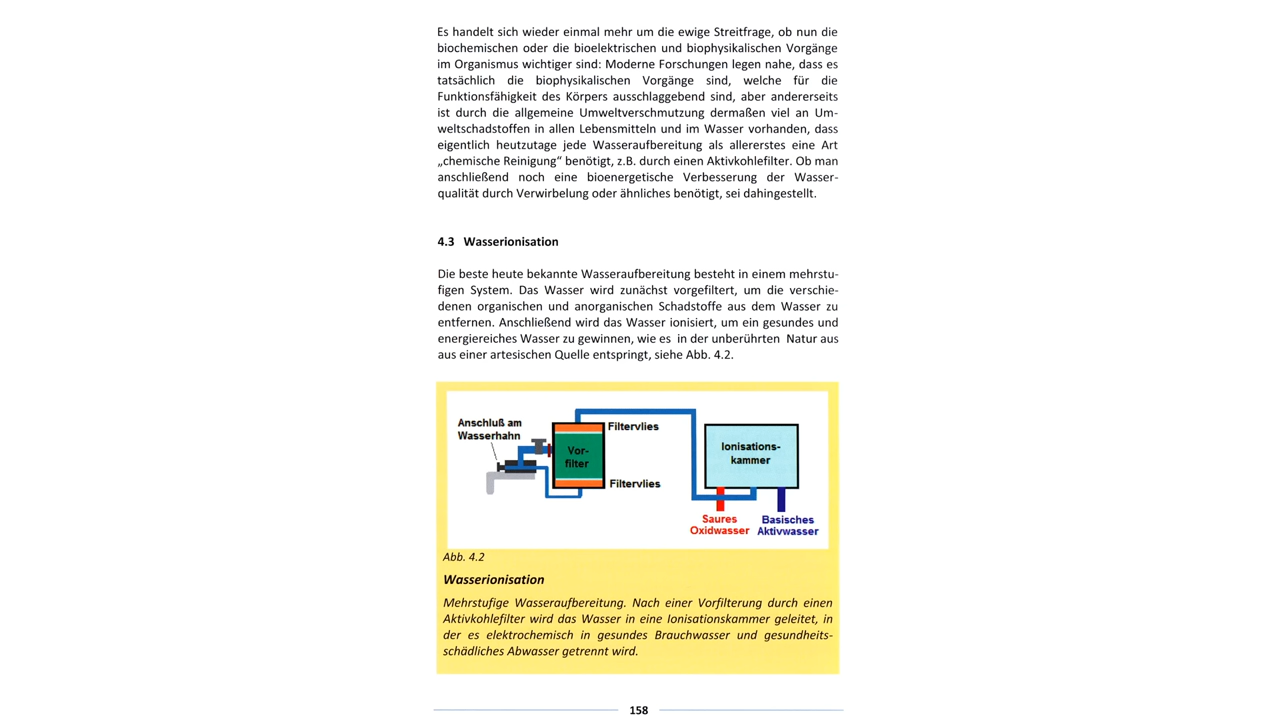 Es handelt sich wieder einmal mehr um die ewige Streitfrage, ob nun die
biochemischen oder die bioelektrischen und biophysikalischen Vorgänge
im Organismus wichtiger sind: Moderne Forschungen legen nahe, dass es
tatsächlich die biophysikalischen Vorgänge sind, welche für die
Funktionsfähigkeit des Körpers ausschlaggebend sind, aber andererseits
ist durch die allgemeine Umweltverschmutzung dermaßen viel an Um-
weltschadstoffen in allen Lebensmitteln und im Wasser vorhanden, dass
eigentlich heutzutage jede Wasseraufbereitung als allererstes eine Art
„chemische Reinigung“ benötigt, z.B. durch einen Aktivkohlefilter. Ob man
anschließend noch eine bioenergetische Verbesserung der Wasser-
qualität durch Verwirbelung oder ähnliches benötigt, sei dahingestellt.
4.3 Wasserionisation
Die beste heute bekannte Wasseraufbereitung besteht in einem mehrstu-
figen System. Das Wasser wird zunächst vorgefiltert, um die verschie-
denen organischen und anorganischen Schadstoffe aus dem Wasser zu
entfernen. Anschließend wird das Wasser ionisiert, um ein gesundes und
energiereiches Wasser zu gewinnen, wie es in der unberührten Natur aus
aus einer artesischen Quelle entspringt, siehe Abb. 4.2.
Anschluß am
Wasserhahn
Filtervlies
Vor-
filter
Filtervlies
Ionisations-
kammer
Saures
Oxidwasser
Basisches
Aktivwasser
Abb. 4.2
Wasserionisation
Mehrstufige Wasseraufbereitung. Nach einer Vorfilterung durch einen
Aktivkohlefilter wird das Wasser in eine Ionisationskammer geleitet, in
der es elektrochemisch in gesundes Brauchwasser und gesundheits-
schädliches Abwasser getrennt wird.
158